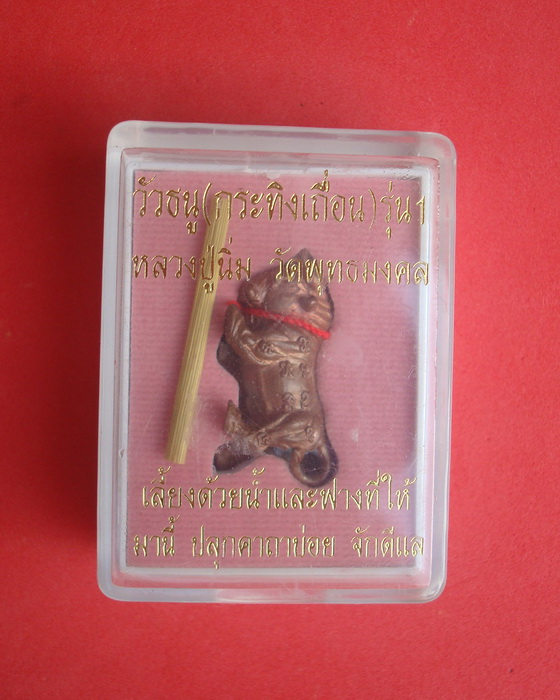 วัวธนู(กระทิงเถื่อน)รุ่น1
หลวงปู่นิ่ม วัดพุทธมงคล
เลี้ยงด้วยน้ำและฟางที่ให้
มานี้ ปลุกคาถาบ่อย จักดีแล